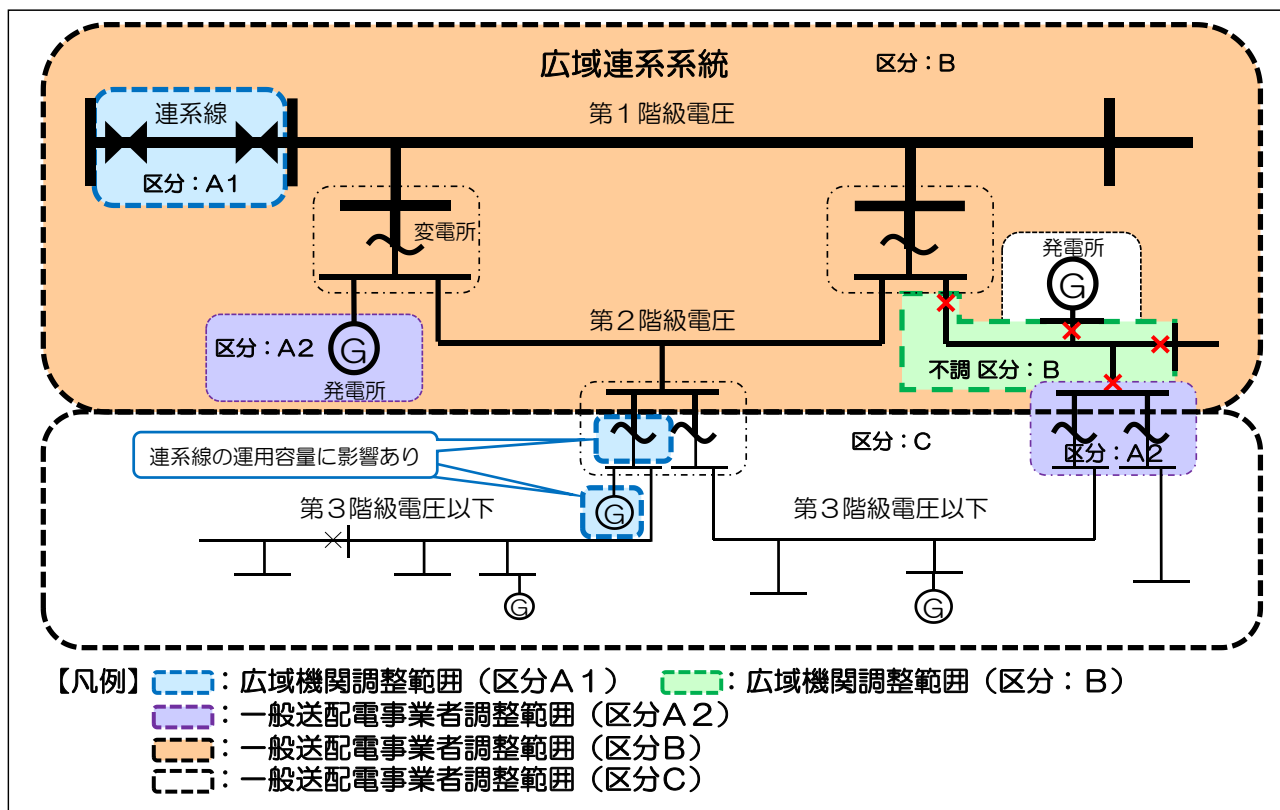 広域連系系統
区分：B
連系線
第１階級電圧
区分：A１
変電所
発電所
G
第２階級電圧
区分：A２
G
発電所
不調 区分：B
区分：C
連系線の運用容量に影響あり
区分：A２
第３階級電圧以下
G
第３階級電圧以下
G
G
【凡例】
：広域機関調整範囲（区分A１）
：広域機関調整範囲（区分：B）
：一般送配電事業者調整範囲（区分A２）
：一般送配電事業者調整範囲（区分B）
：一般送配電事業者調整範囲（区分C）